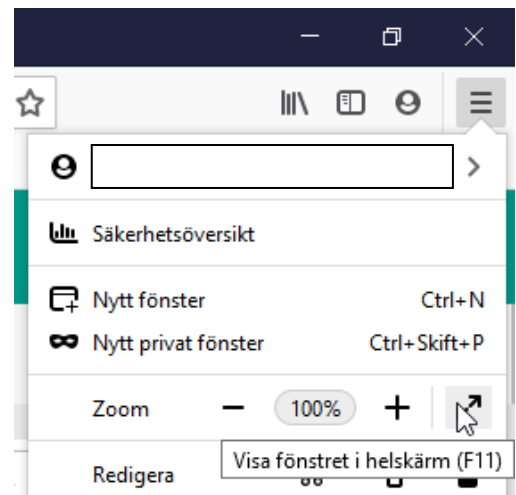 Säkerhetsöversikt
Nytt fönster Ctrl+N
Nytt privat fönster Ctrl+Skift+P
Zoom 100%
Visa fönstret i helskärm (F11)
Redigera